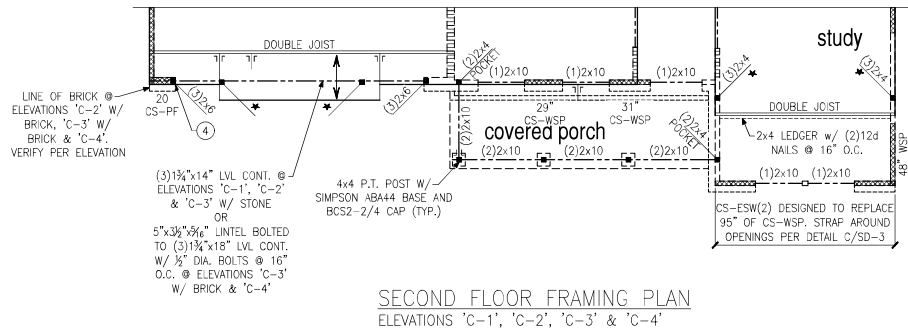 DOUBLE JOIST
study
(2)2x4
POCKET
(1)2x10
(1)2x10
(1)2x10
(1)2x10
(3)2x4
(3)2x4
LINE OF BRICK @
ELEVATIONS 'C-2' W/
BRICK, 'C-3' W/
BRICK & 'C-4'.
VERIFY PER ELEVATION
20
CS-PF
(3)2x6
4
(3)2x6
29"
CS-WSP
31"
CS-WSP
DOUBLE JOIST
(2)2x10
covered porch
(2)2x4
POCKET
2x4 LEDGER w/ (2)12d
NAILS @ 16" O.C.
48" WSP
(2)2x10
(2)2x10
(2)2x10
(1)2x10
(1)2x10
(3)1¾"x14" LVL CONT. @
ELEVATIONS 'C-1', 'C-2'
& 'C-3' W/ STONE
OR
5"x3½"x5/16" LINTEL BOLTED
TO (3)1¾"x18" LVL CONT.
W/ ½" DIA. BOLTS @ 16"
O.C. @ ELEVATIONS 'C-3'
W/ BRICK & 'C-4'
4x4 P.T. POST W/
SIMPSON ABA44 BASE AND
BCS2-2/4 CAP (TYP.)
CS-ESW(2) DESIGNED TO REPLACE
95" OF CS-WSP. STRAP AROUND
OPENINGS PER DETAIL C/SD-3
SECOND FLOOR FRAMING PLAN
ELEVATIONS 'C-1', 'C-2', 'C-3' & 'C-4'